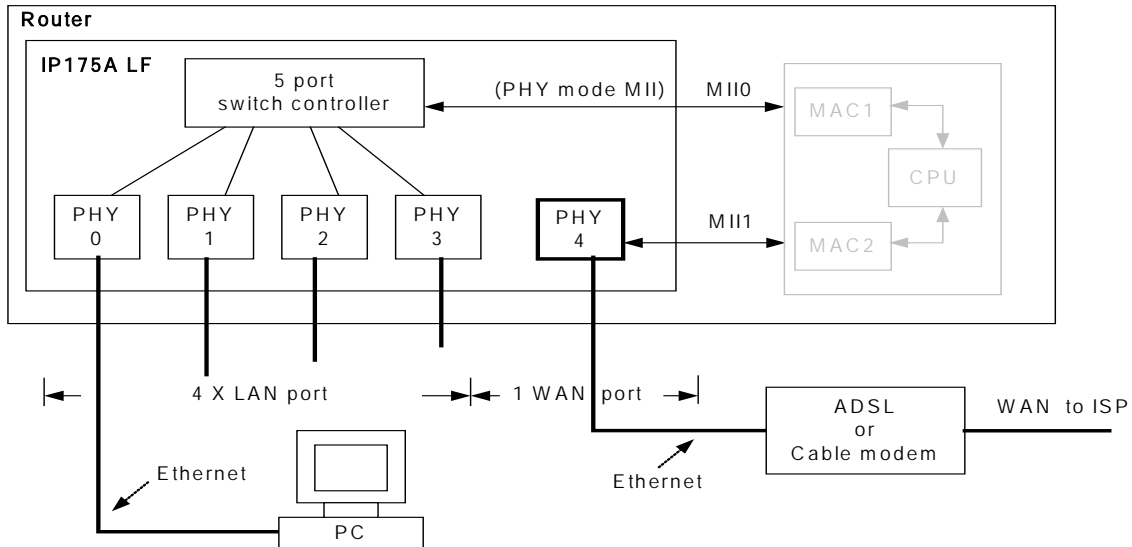 Router
IP175A LF
5 port
switch controller
(PHY mode MII)
MII0
MAC1
CPU
MAC2
MII1
PHY
0
PHY
1
PHY
2
PHY
3
PHY
4
4 X LAN port
1 WAN port
ADSL
or
Cable modem
WAN to ISP
Ethernet
Ethernet
PC